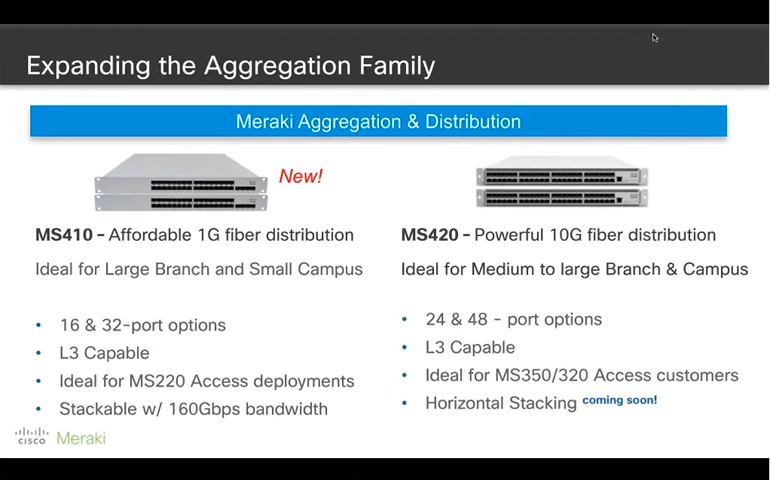 Expanding the Aggregation Family
Meraki Aggregation & Distribution
New!
MS410 – Affordable 1G fiber distribution
Ideal for Large Branch and Small Campus
• 16 & 32-port options
• L3 Capable
• Ideal for MS220 Access deployments
• Stackable w/ 160Gbps bandwidth
MS420 – Powerful 10G fiber distribution
Ideal for Medium to large Branch & Campus
• 24 & 48 - port options
• L3 Capable
• Ideal for MS350/320 Access customers
• Horizontal Stacking coming soon!
cisco Meraki